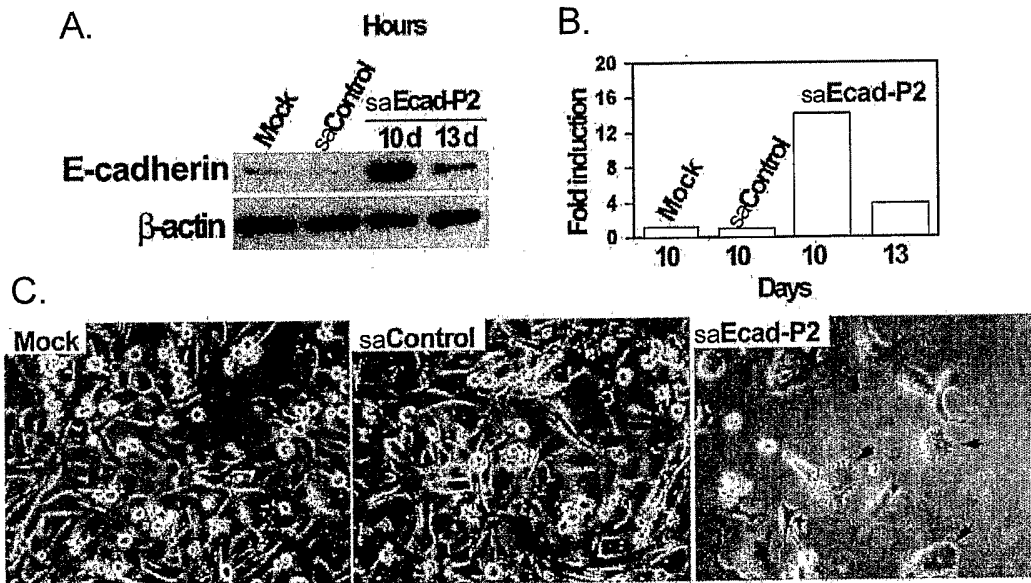 A.
Hours
Mock
saControl
saEcad-P2
10 d
13 d
E-cadherin
β-actin
B.
20
16
12
8
4
0
Fold induction
Mock
saControl
saEcad-P2
10
10
10
13
Days
C.
Mock
saControl
saEcad-P2